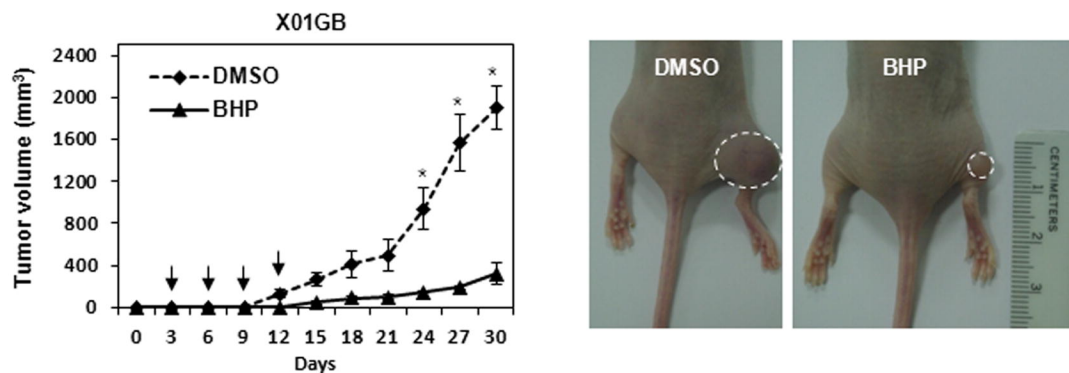 X01GB
2400
2000
1600
1200
800
400
0
Tumor volume (mm³)
DMSO
BHP
*
*
*
0 3 6 9 12 15 18 21 24 27 30
Days
DMSO
BHP
CENTIMETERS
1
2
3